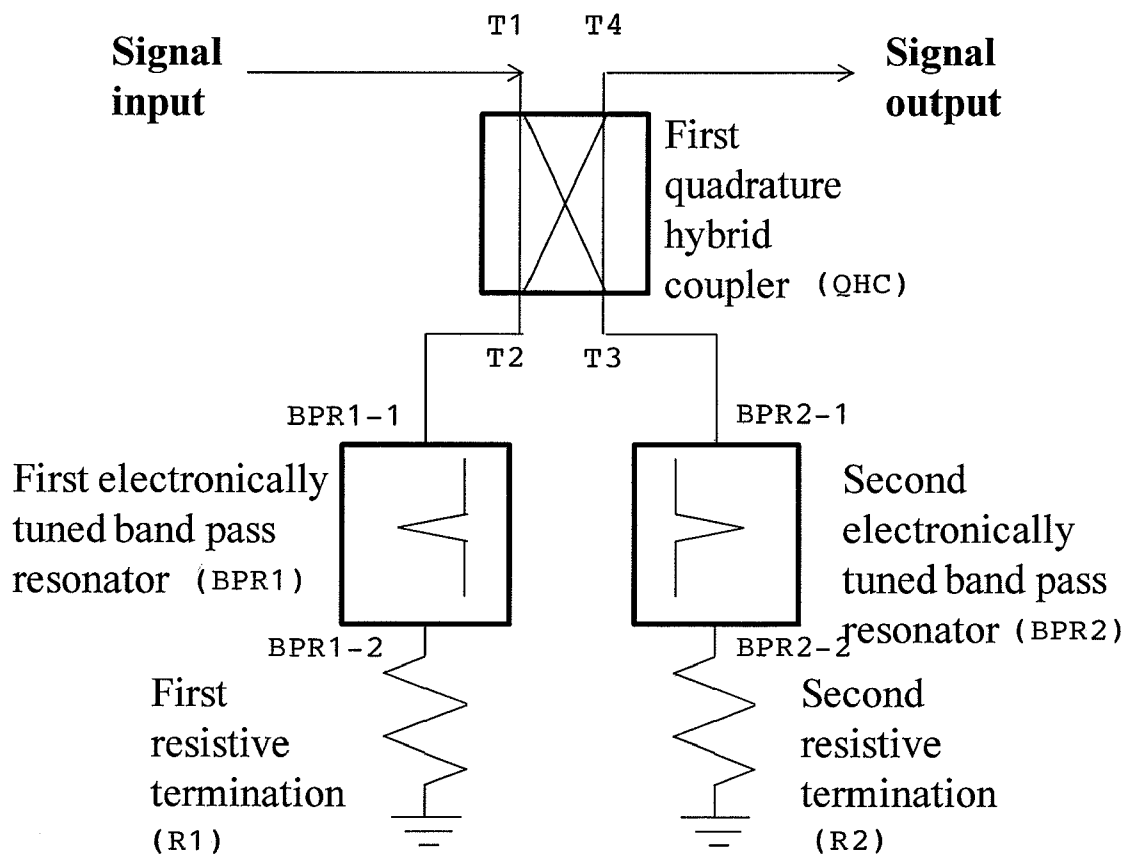 T1 T4
Signal
input
Signal
output
First
quadrature
hybrid
coupler (QHC)
T2 T3
BPR1-1
BPR2-1
First electronically
tuned band pass
resonator (BPR1)
Second
electronically
tuned band pass
resonator (BPR2)
BPR1-2
BPR2-2
First
resistive
termination
(R1)
Second
resistive
termination
(R2)